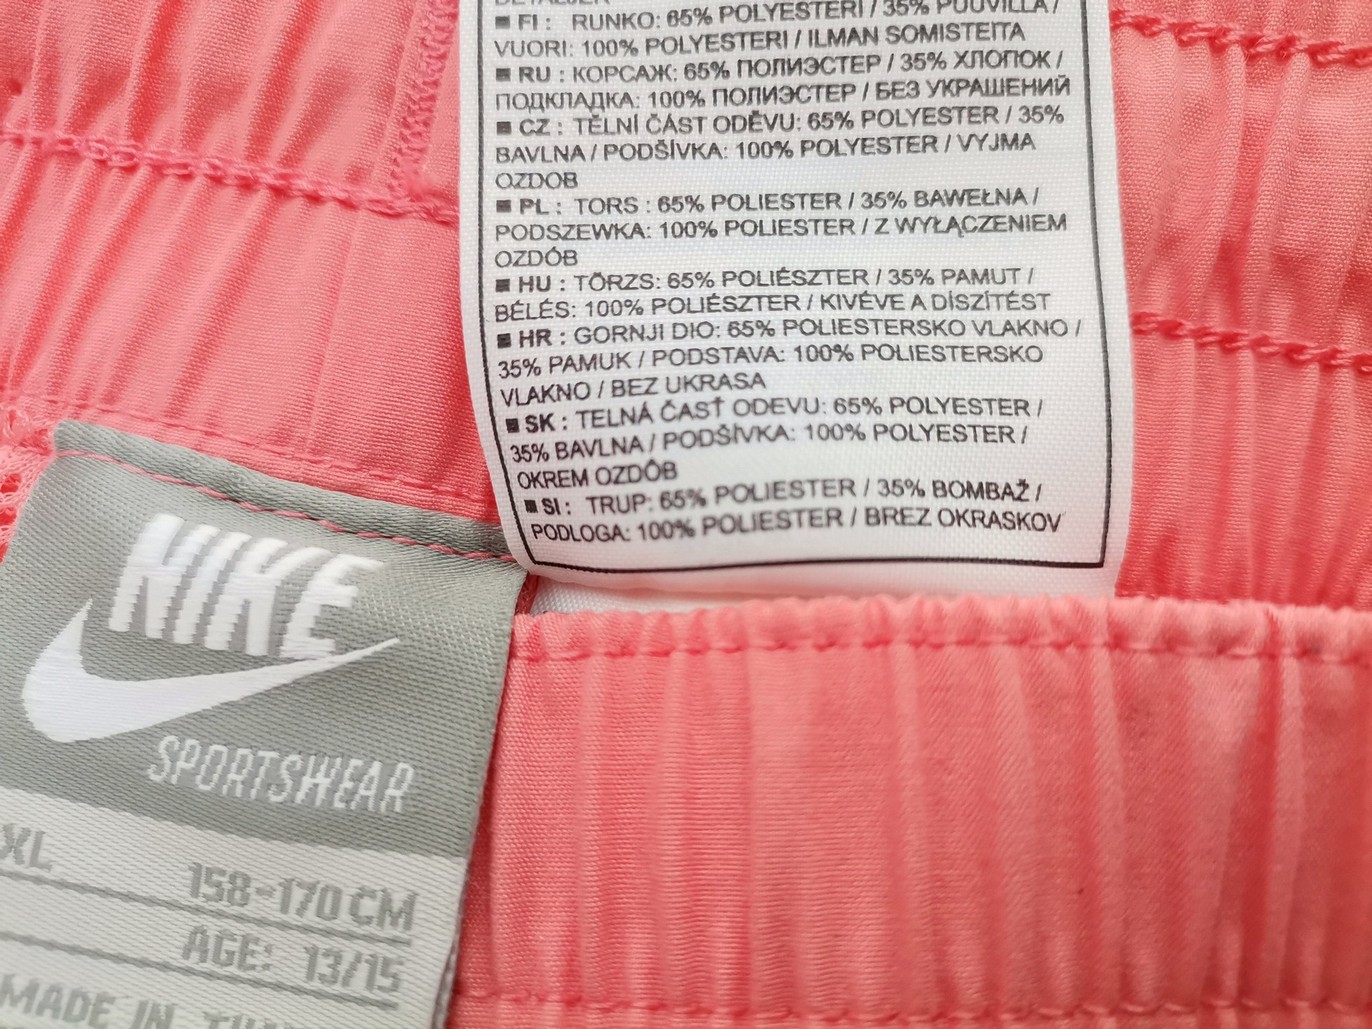 FI : RUNKO: 65% POLYESTERI / 35% PUUVILLA /
VUORI: 100% POLYESTERI / ILMAN SOMISTEITA
RU : КОРСАЖ: 65% ПОЛИЭСТЕР / 35% ХЛОПОК /
ПОДКЛАДКА: 100% ПОЛИЭСТЕР / БЕЗ УКРАШЕНИЙ
CZ : TĚLNÍ ČÁST ODĚVU: 65% POLYESTER / 35%
BAVLNA / PODŠÍVKA: 100% POLYESTER / VYJMA
OZDOB
PL : TORS : 65% POLIESTER / 35% BAWEŁNA /
PODSZEWKA: 100% POLIESTER / Z WYŁĄCZENIEM
OZDÓB
HU : TÖRZS: 65% POLIÉSZTER / 35% PAMUT /
BÉLÉS: 100% POLIÉSZTER / KIVÉVE A DÍSZÍTÉST
HR : GORNJI DIO: 65% POLIESTERSKO VLAKNO /
35% PAMUK / PODSTAVA: 100% POLIESTERSKO
VLAKNO / BEZ UKRASA
SK : TELNÁ ČASŤ ODEVU: 65% POLYESTER /
35% BAVLNA / PODŠÍVKA: 100% POLYESTER /
OKREM OZDÔB
SI : TRUP: 65% POLIESTER / 35% BOMBAŽ /
PODLOGA: 100% POLIESTER / BREZ OKRASKOV
NIKE
SPORTSWEAR
XL 158-170 CM
AGE: 13/15
MADE IN